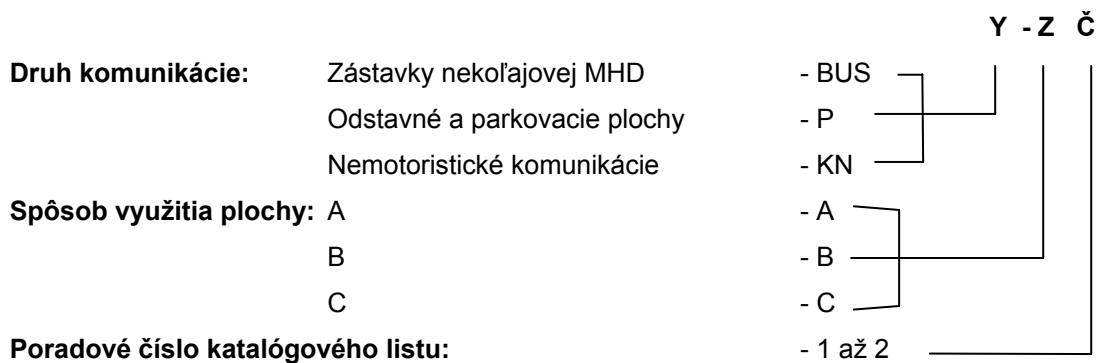 Y - Z Č
Druh komunikácie: Zástavky nekoľajovej MHD - BUS
Odstavné a parkovacie plochy - P
Nemotoristické komunikácie - KN
Spôsob využitia plochy: A - A
B - B
C - C
Poradové číslo katalógového listu: - 1 až 2